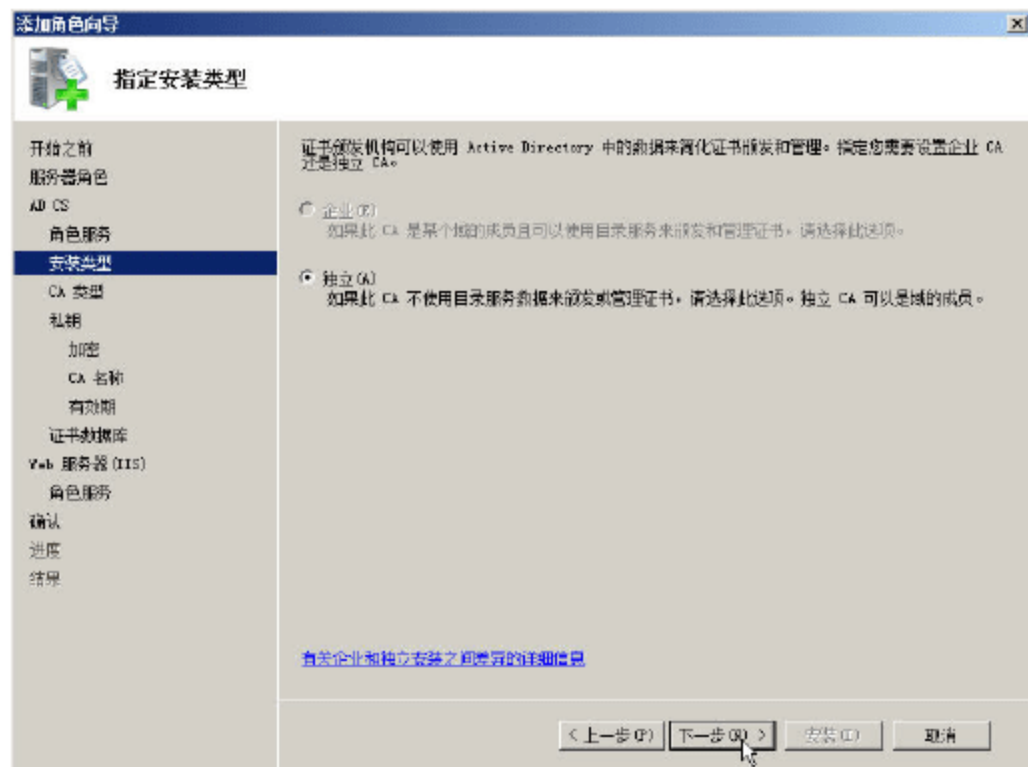 添加角色向导
指定安装类型
开始之前
服务器角色
AD CS
角色服务
安装类型
CA 类型
私钥
加密
CA 名称
有效期
证书数据库
Web 服务器(IIS)
角色服务
确认
进度
结果
证书颁发机构可以使用 Active Directory 中的数据来简化证书颁发和管理。指定您需要设置企业 CA
还是独立 CA。
企业(E)
如果此 CA 是某个域的成员且可以使用目录服务来颁发和管理证书，请选择此选项。
独立(A)
如果此 CA 不使用目录服务数据来颁发或管理证书，请选择此选项。独立 CA 可以是域的成员。
有关企业和独立安装之间差异的详细信息
< 上一步(P)
下一步(N) >
安装(I)
取消